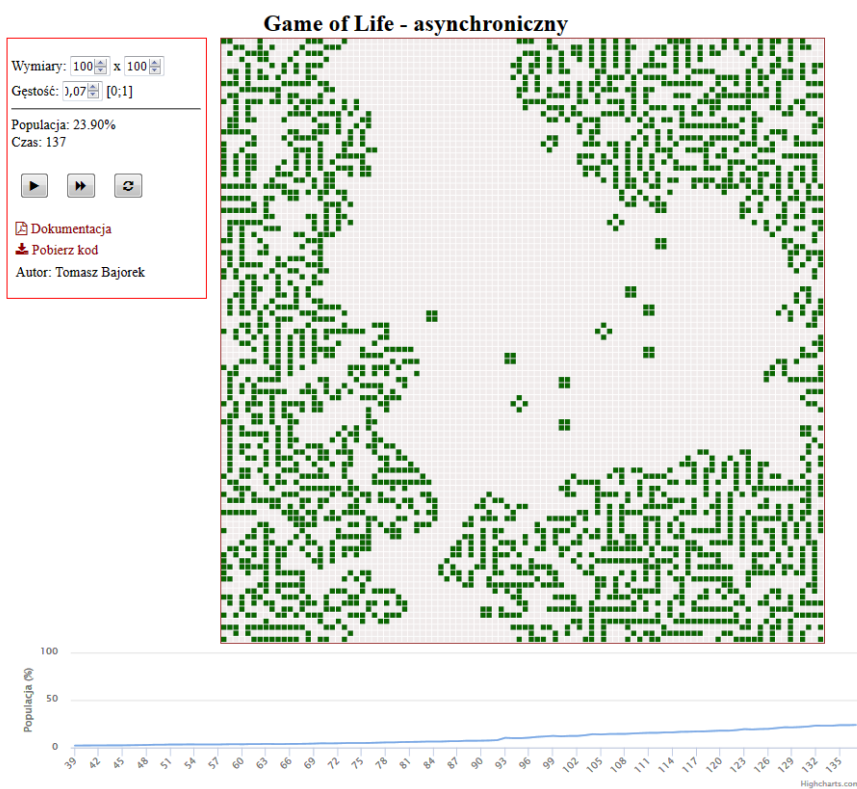 Game of Life - asynchroniczny
Wymiary: 100 x 100
Gęstość: ),07 [0;1]
Populacja: 23.90%
Czas: 137
Dokumentacja
Pobierz kod
Autor: Tomasz Bajorek
100
50
0
Populacja (%)
39 42 45 48 51 54 57 60 63 66 69 72 75 78 81 84 87 90 93 96 99 102 105 108 111 114 117 120 123 126 129 132 135
Highcharts.com